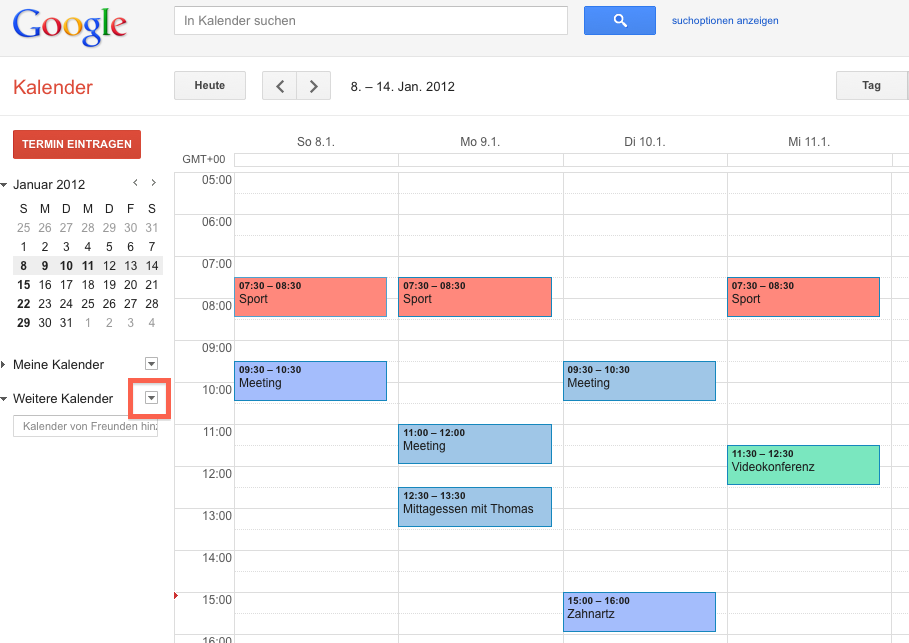 Google
In Kalender suchen
suchoptionen anzeigen
Kalender
Heute
8. – 14. Jan. 2012
Tag
TERMIN EINTRAGEN
Januar 2012
S M D M D F S
25 26 27 28 29 30 31
1 2 3 4 5 6 7
8 9 10 11 12 13 14
15 16 17 18 19 20 21
22 23 24 25 26 27 28
29 30 31 1 2 3 4
Meine Kalender
Weitere Kalender
Kalender von Freunden hinz
So 8.1. Mo 9.1. Di 10.1. Mi 11.1.
GMT+00
05:00
06:00
07:00
07:30 – 08:30 07:30 – 08:30 07:30 – 08:30
Sport Sport Sport
08:00
09:00
09:30 – 10:30 09:30 – 10:30
Meeting Meeting
10:00
11:00
11:00 – 12:00
Meeting
11:30 – 12:30
Videokonferenz
12:00
12:30 – 13:30
Mittagessen mit Thomas
13:00
14:00
15:00
15:00 – 16:00
Zahnartz
16:00